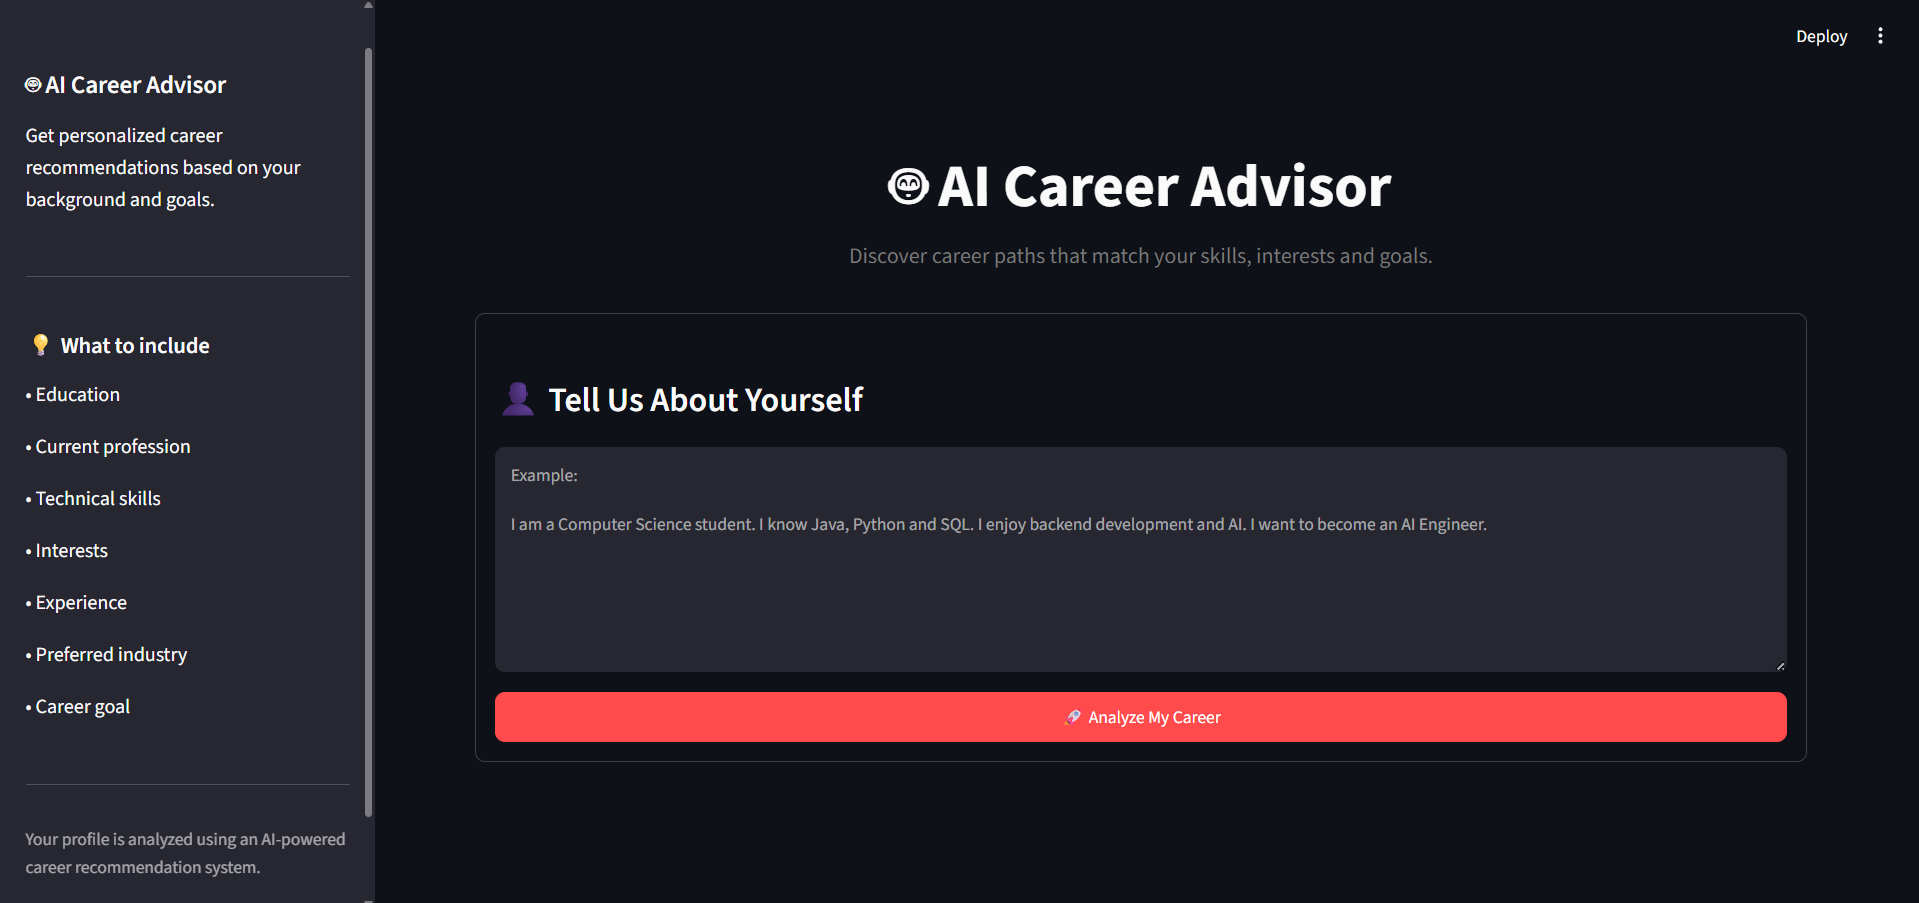 AI Career Advisor
Get personalized career
recommendations based on your
background and goals.
What to include
• Education
• Current profession
• Technical skills
• Interests
• Experience
• Preferred industry
• Career goal
Your profile is analyzed using an AI-powered
career recommendation system.
Deploy
AI Career Advisor
Discover career paths that match your skills, interests and goals.
Tell Us About Yourself
Example:
I am a Computer Science student. I know Java, Python and SQL. I enjoy backend development and AI. I want to become an AI Engineer.
Analyze My Career